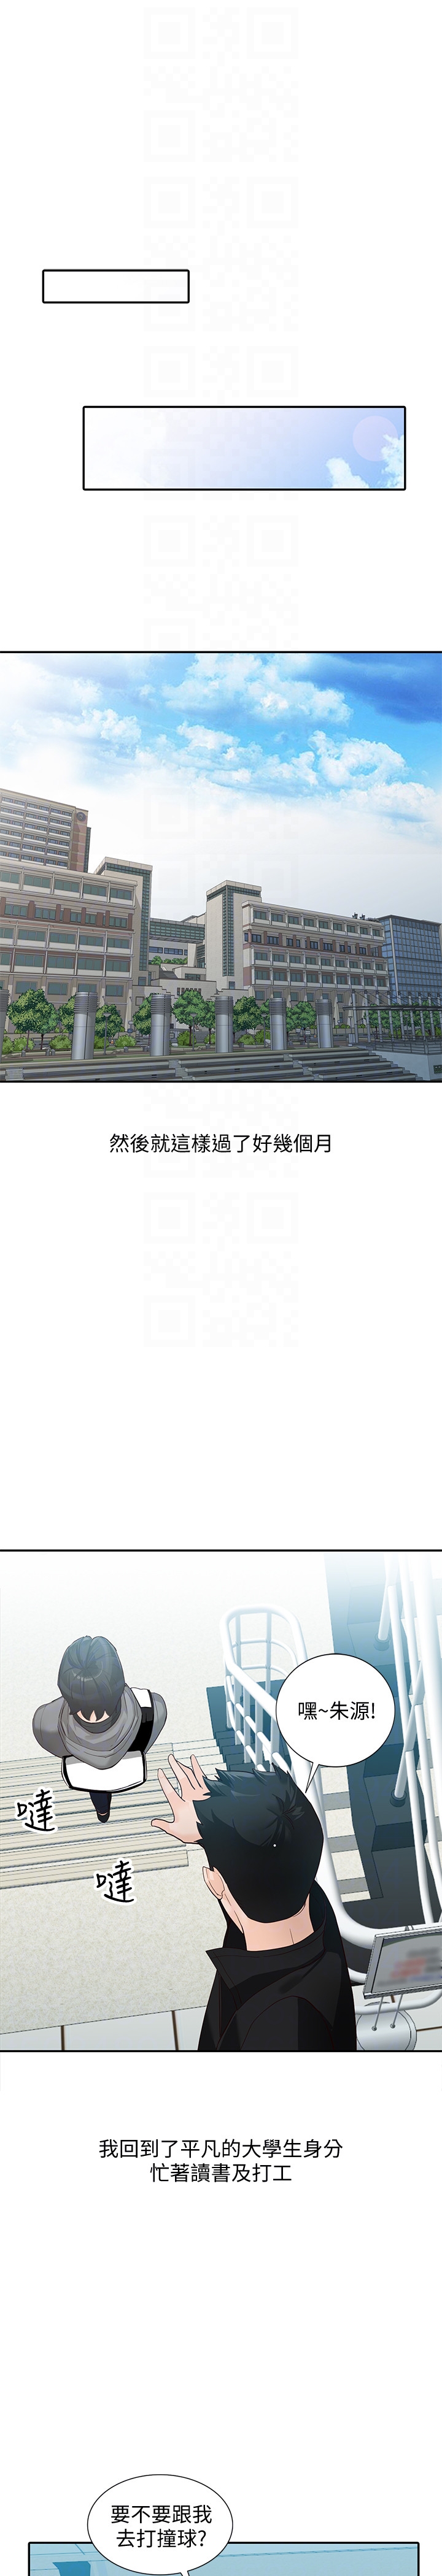 然後就這樣過了好幾個月
嘿~朱源!
噠
噠
我回到了平凡的大學生身分
忙著讀書及打工
要不要跟我
去打撞球?